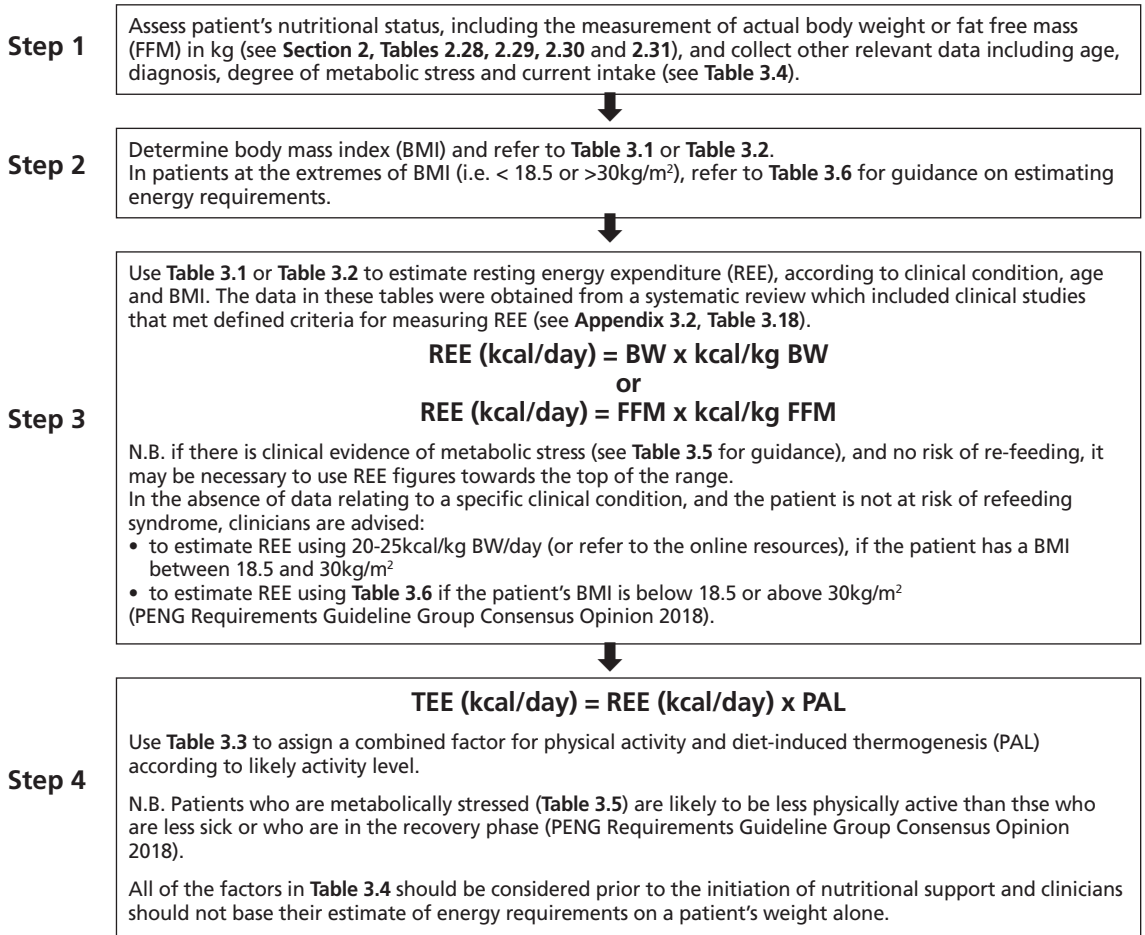 Step 1
Assess patient's nutritional status, including the measurement of actual body weight or fat free mass
(FFM) in kg (see Section 2, Tables 2.28, 2.29, 2.30 and 2.31), and collect other relevant data including age,
diagnosis, degree of metabolic stress and current intake (see Table 3.4).
Step 2
Determine body mass index (BMI) and refer to Table 3.1 or Table 3.2.
In patients at the extremes of BMI (i.e. < 18.5 or >30kg/m²), refer to Table 3.6 for guidance on estimating
energy requirements.
Step 3
Use Table 3.1 or Table 3.2 to estimate resting energy expenditure (REE), according to clinical condition, age
and BMI. The data in these tables were obtained from a systematic review which included clinical studies
that met defined criteria for measuring REE (see Appendix 3.2, Table 3.18).
REE (kcal/day) = BW x kcal/kg BW
or
REE (kcal/day) = FFM x kcal/kg FFM
N.B. if there is clinical evidence of metabolic stress (see Table 3.5 for guidance), and no risk of re-feeding, it
may be necessary to use REE figures towards the top of the range.
In the absence of data relating to a specific clinical condition, and the patient is not at risk of refeeding
syndrome, clinicians are advised:
• to estimate REE using 20-25kcal/kg BW/day (or refer to the online resources), if the patient has a BMI
between 18.5 and 30kg/m²
• to estimate REE using Table 3.6 if the patient's BMI is below 18.5 or above 30kg/m²
(PENG Requirements Guideline Group Consensus Opinion 2018).
Step 4
TEE (kcal/day) = REE (kcal/day) x PAL
Use Table 3.3 to assign a combined factor for physical activity and diet-induced thermogenesis (PAL)
according to likely activity level.
N.B. Patients who are metabolically stressed (Table 3.5) are likely to be less physically active than thse who
are less sick or who are in the recovery phase (PENG Requirements Guideline Group Consensus Opinion
2018).
All of the factors in Table 3.4 should be considered prior to the initiation of nutritional support and clinicians
should not base their estimate of energy requirements on a patient's weight alone.